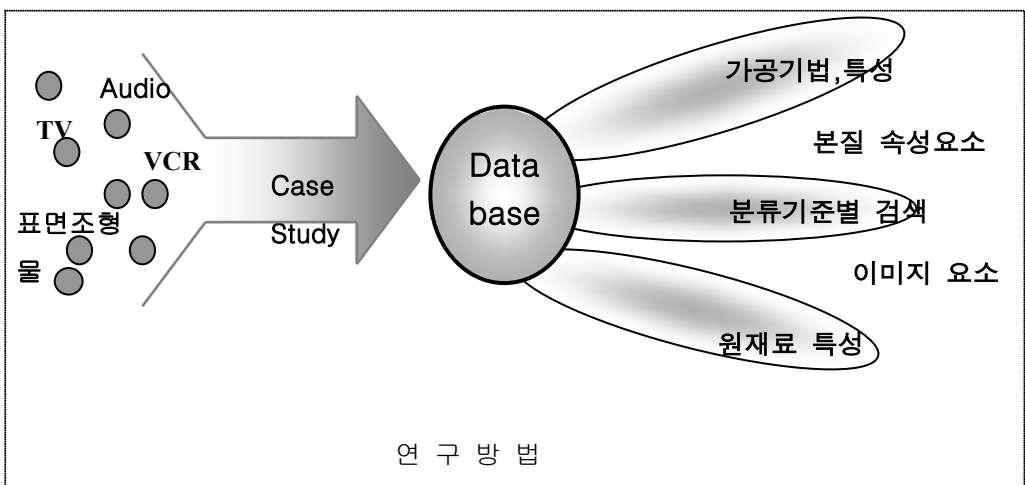 Audio
TV
VCR
표면조형
물
Case
Study
Data
base
가공기법,특성
본질 속성요소
분류기준별 검색
이미지 요소
원재료 특성
연 구 방 법